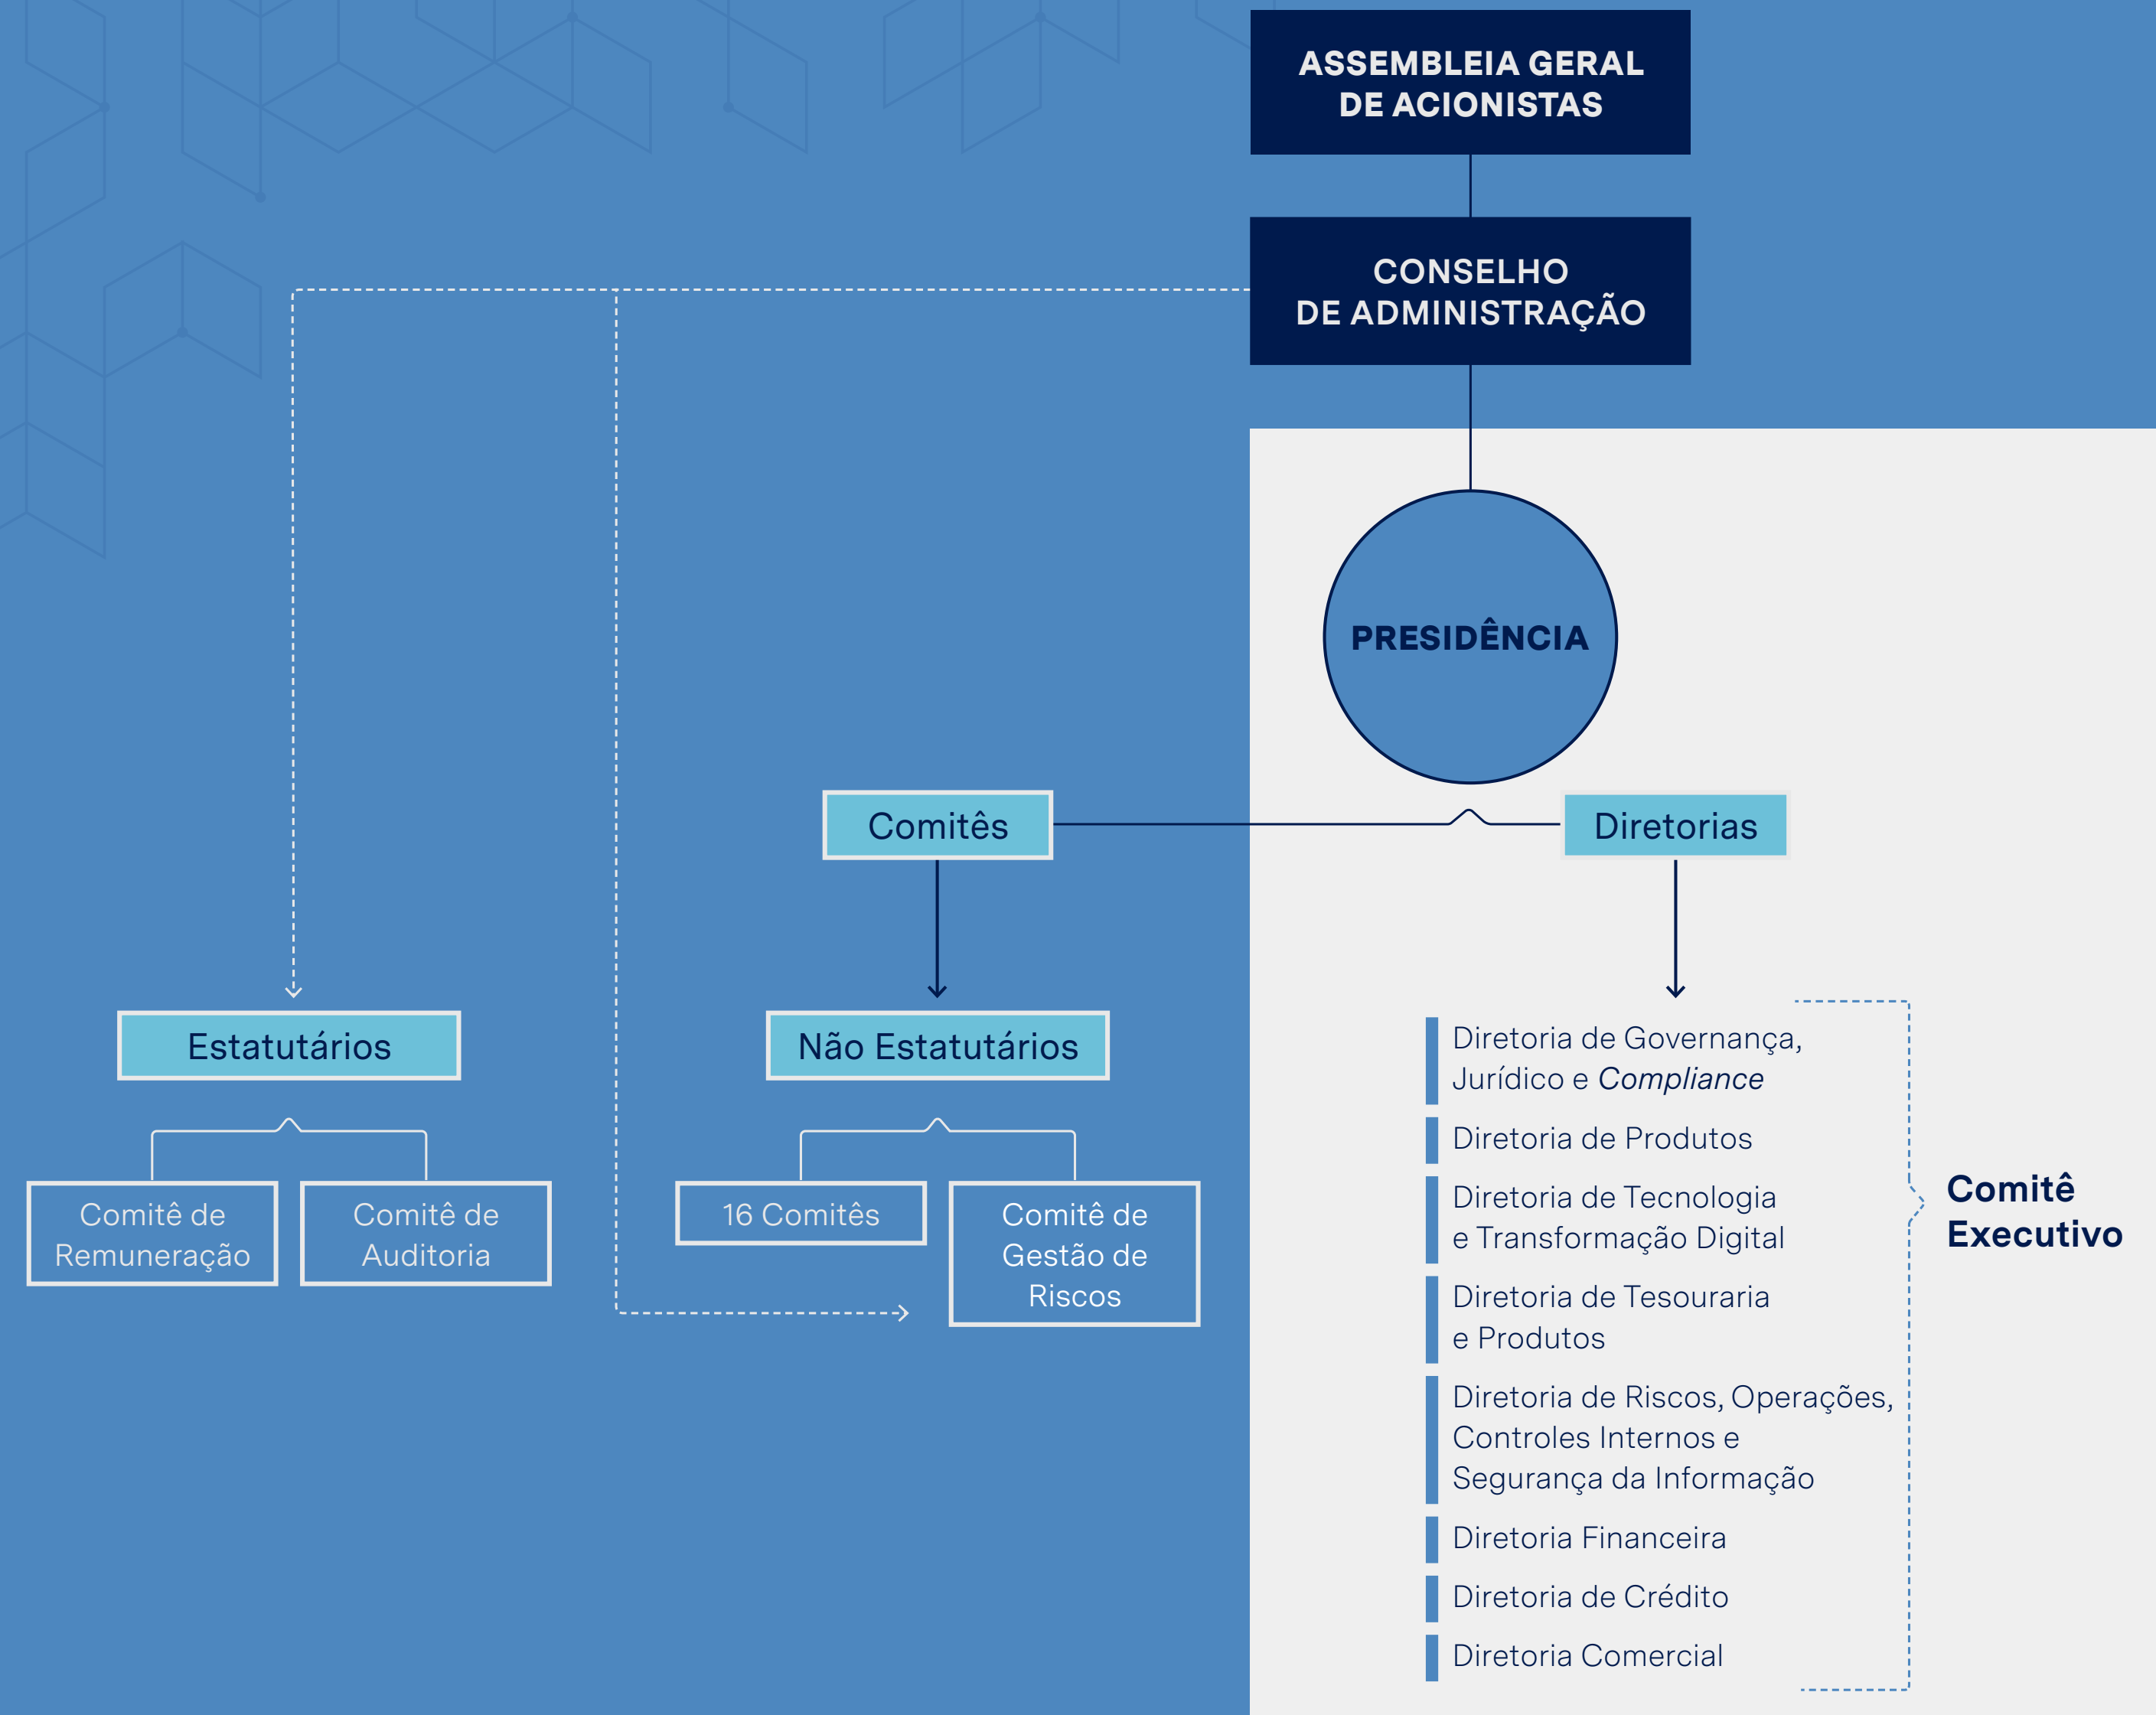 ASSEMBLEIA GERAL
DE ACIONISTAS
CONSELHO
DE ADMINISTRAÇÃO
PRESIDÊNCIA
Comitês
Diretorias
Estatutários
Não Estatutários
Comitê de
Remuneração
Comitê de
Auditoria
16 Comitês
Comitê de
Gestão de
Riscos
Diretoria de Governança,
Jurídico e Compliance
Diretoria de Produtos
Diretoria de Tecnologia
e Transformação Digital
Diretoria de Tesouraria
e Produtos
Diretoria de Riscos, Operações,
Controles Internos e
Segurança da Informação
Diretoria Financeira
Diretoria de Crédito
Diretoria Comercial
Comitê
Executivo